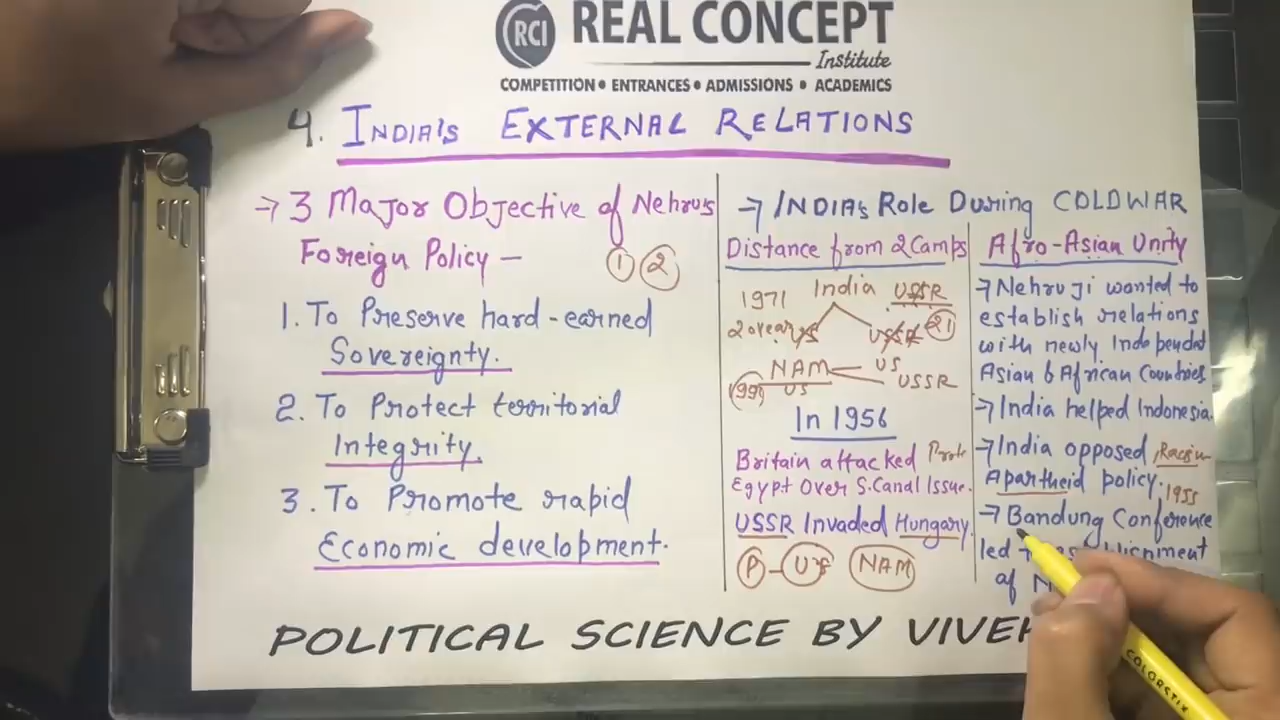 RCI REAL CONCEPT
Institute
COMPETITION • ENTRANCES • ADMISSIONS • ACADEMICS
4. INDIA'S EXTERNAL RELATIONS
→ 3 Major Objective of Nehru's
Foreign Policy —
1 2
1. To Preserve hard-earned
Sovereignty.
2. To Protect territorial
Integrity.
3. To Promote rapid
Economic development.
→ INDIA's Role During COLDWAR
Distance from 2 Camps
1971 India USSR
20 years 21
NAM US
USSR
US
In 1956
Britain attacked
Egypt Over S.Canal Issue.
USSR Invaded Hungary.
P - US NAM
Afro-Asian Unity
→ Nehru Ji wanted to
establish relations
with newly Independent
Asian & African Countries
→ India helped Indonesia.
→ India opposed Racism
Apartheid policy. 1955
→ Bandung Conference
led
of
POLITICAL SCIENCE BY
COLORSTIX